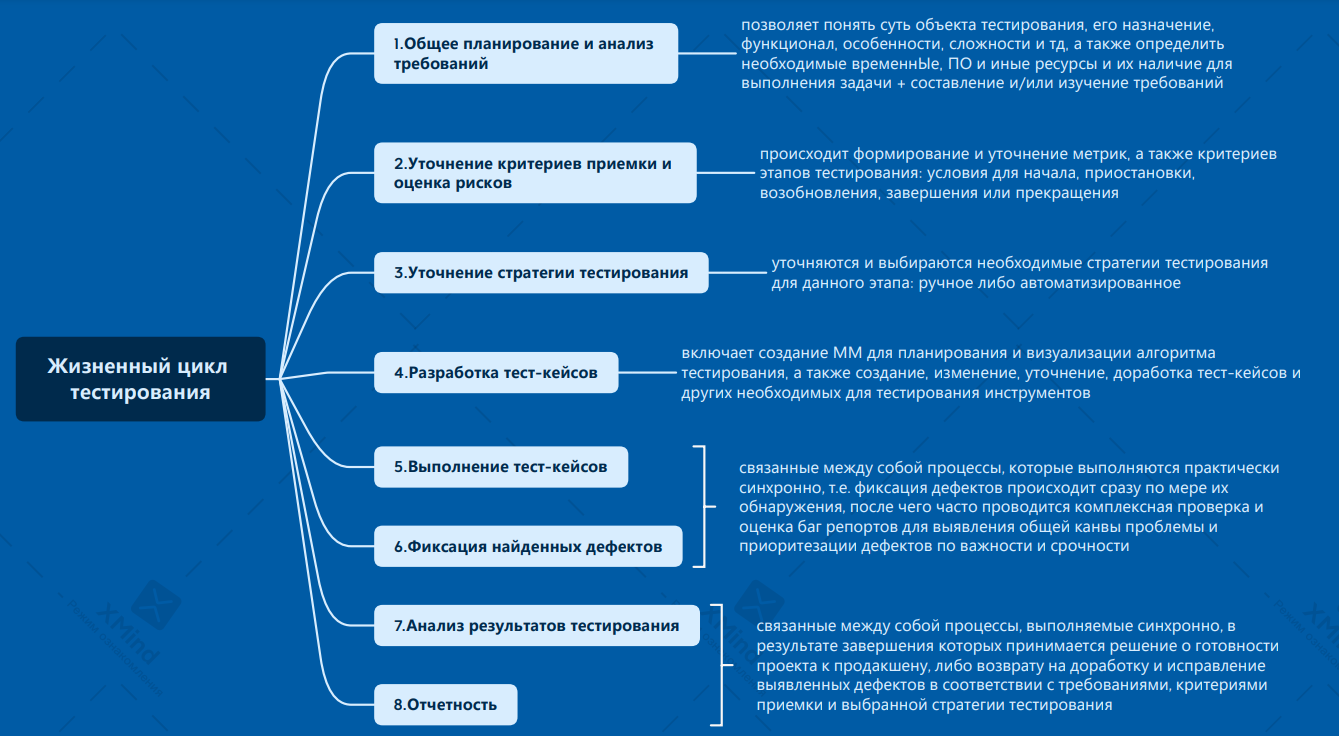 Жизненный цикл
тестирования
1.Общее планирование и анализ
требований
позволяет понять суть объекта тестирования, его назначение,
функционал, особенности, сложности и тд, а также определить
необходимые временнЫе, ПО и иные ресурсы и их наличие для
выполнения задачи + составление и/или изучение требований
2.Уточнение критериев приемки и
оценка рисков
происходит формирование и уточнение метрик, а также критериев
этапов тестирования: условия для начала, приостановки,
возобновления, завершения или прекращения
3.Уточнение стратегии тестирования
уточняются и выбираются необходимые стратегии тестирования
для данного этапа: ручное либо автоматизированное
4.Разработка тест-кейсов
включает создание ММ для планирования и визуализации алгоритма
тестирования, а также создание, изменение, уточнение, доработка тест-кейсов и
других необходимых для тестирования инструментов
5.Выполнение тест-кейсов
6.Фиксация найденных дефектов
связанные между собой процессы, которые выполняются практически
синхронно, т.е. фиксация дефектов происходит сразу по мере их
обнаружения, после чего часто проводится комплексная проверка и
оценка баг репортов для выявления общей канвы проблемы и
приоритезации дефектов по важности и срочности
7.Анализ результатов тестирования
8.Отчетность
связанные между собой процессы, выполняемые синхронно, в
результате завершения которых принимается решение о готовности
проекта к продакшену, либо возврату на доработку и исправление
выявленных дефектов в соответствии с требованиями, критериями
приемки и выбранной стратегии тестирования
XMind
XMind